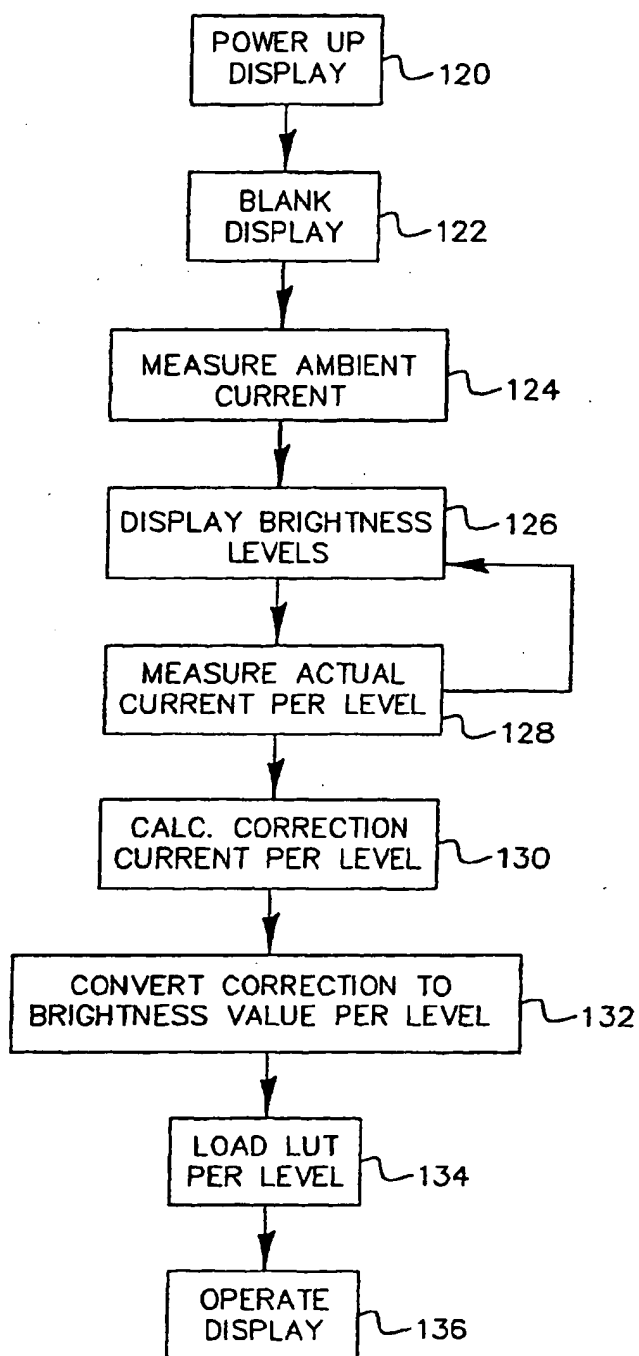 POWER UP
DISPLAY
120
BLANK
DISPLAY
122
MEASURE AMBIENT
CURRENT
124
DISPLAY BRIGHTNESS
LEVELS
126
MEASURE ACTUAL
CURRENT PER LEVEL
128
CALC. CORRECTION
CURRENT PER LEVEL
130
CONVERT CORRECTION TO
BRIGHTNESS VALUE PER LEVEL
132
LOAD LUT
PER LEVEL
134
OPERATE
DISPLAY
136